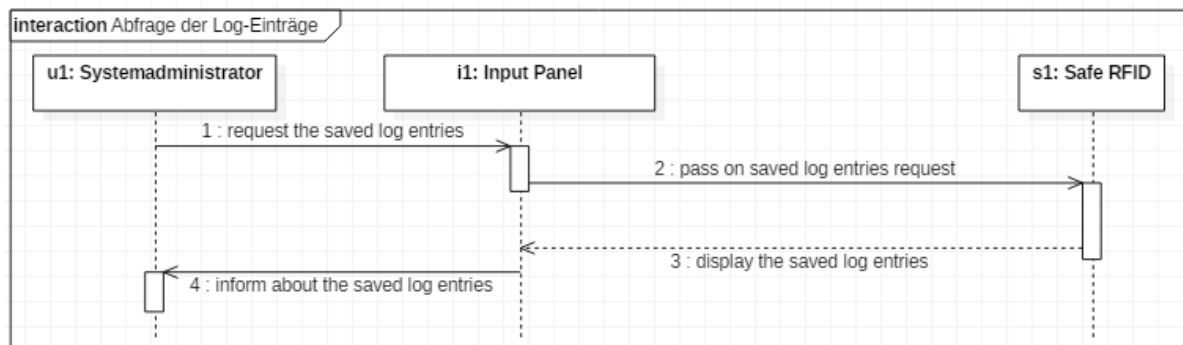 interaction Abfrage der Log-Einträge
u1: Systemadministrator
i1: Input Panel
s1: Safe RFID
1 : request the saved log entries
2 : pass on saved log entries request
3 : display the saved log entries
4 : inform about the saved log entries